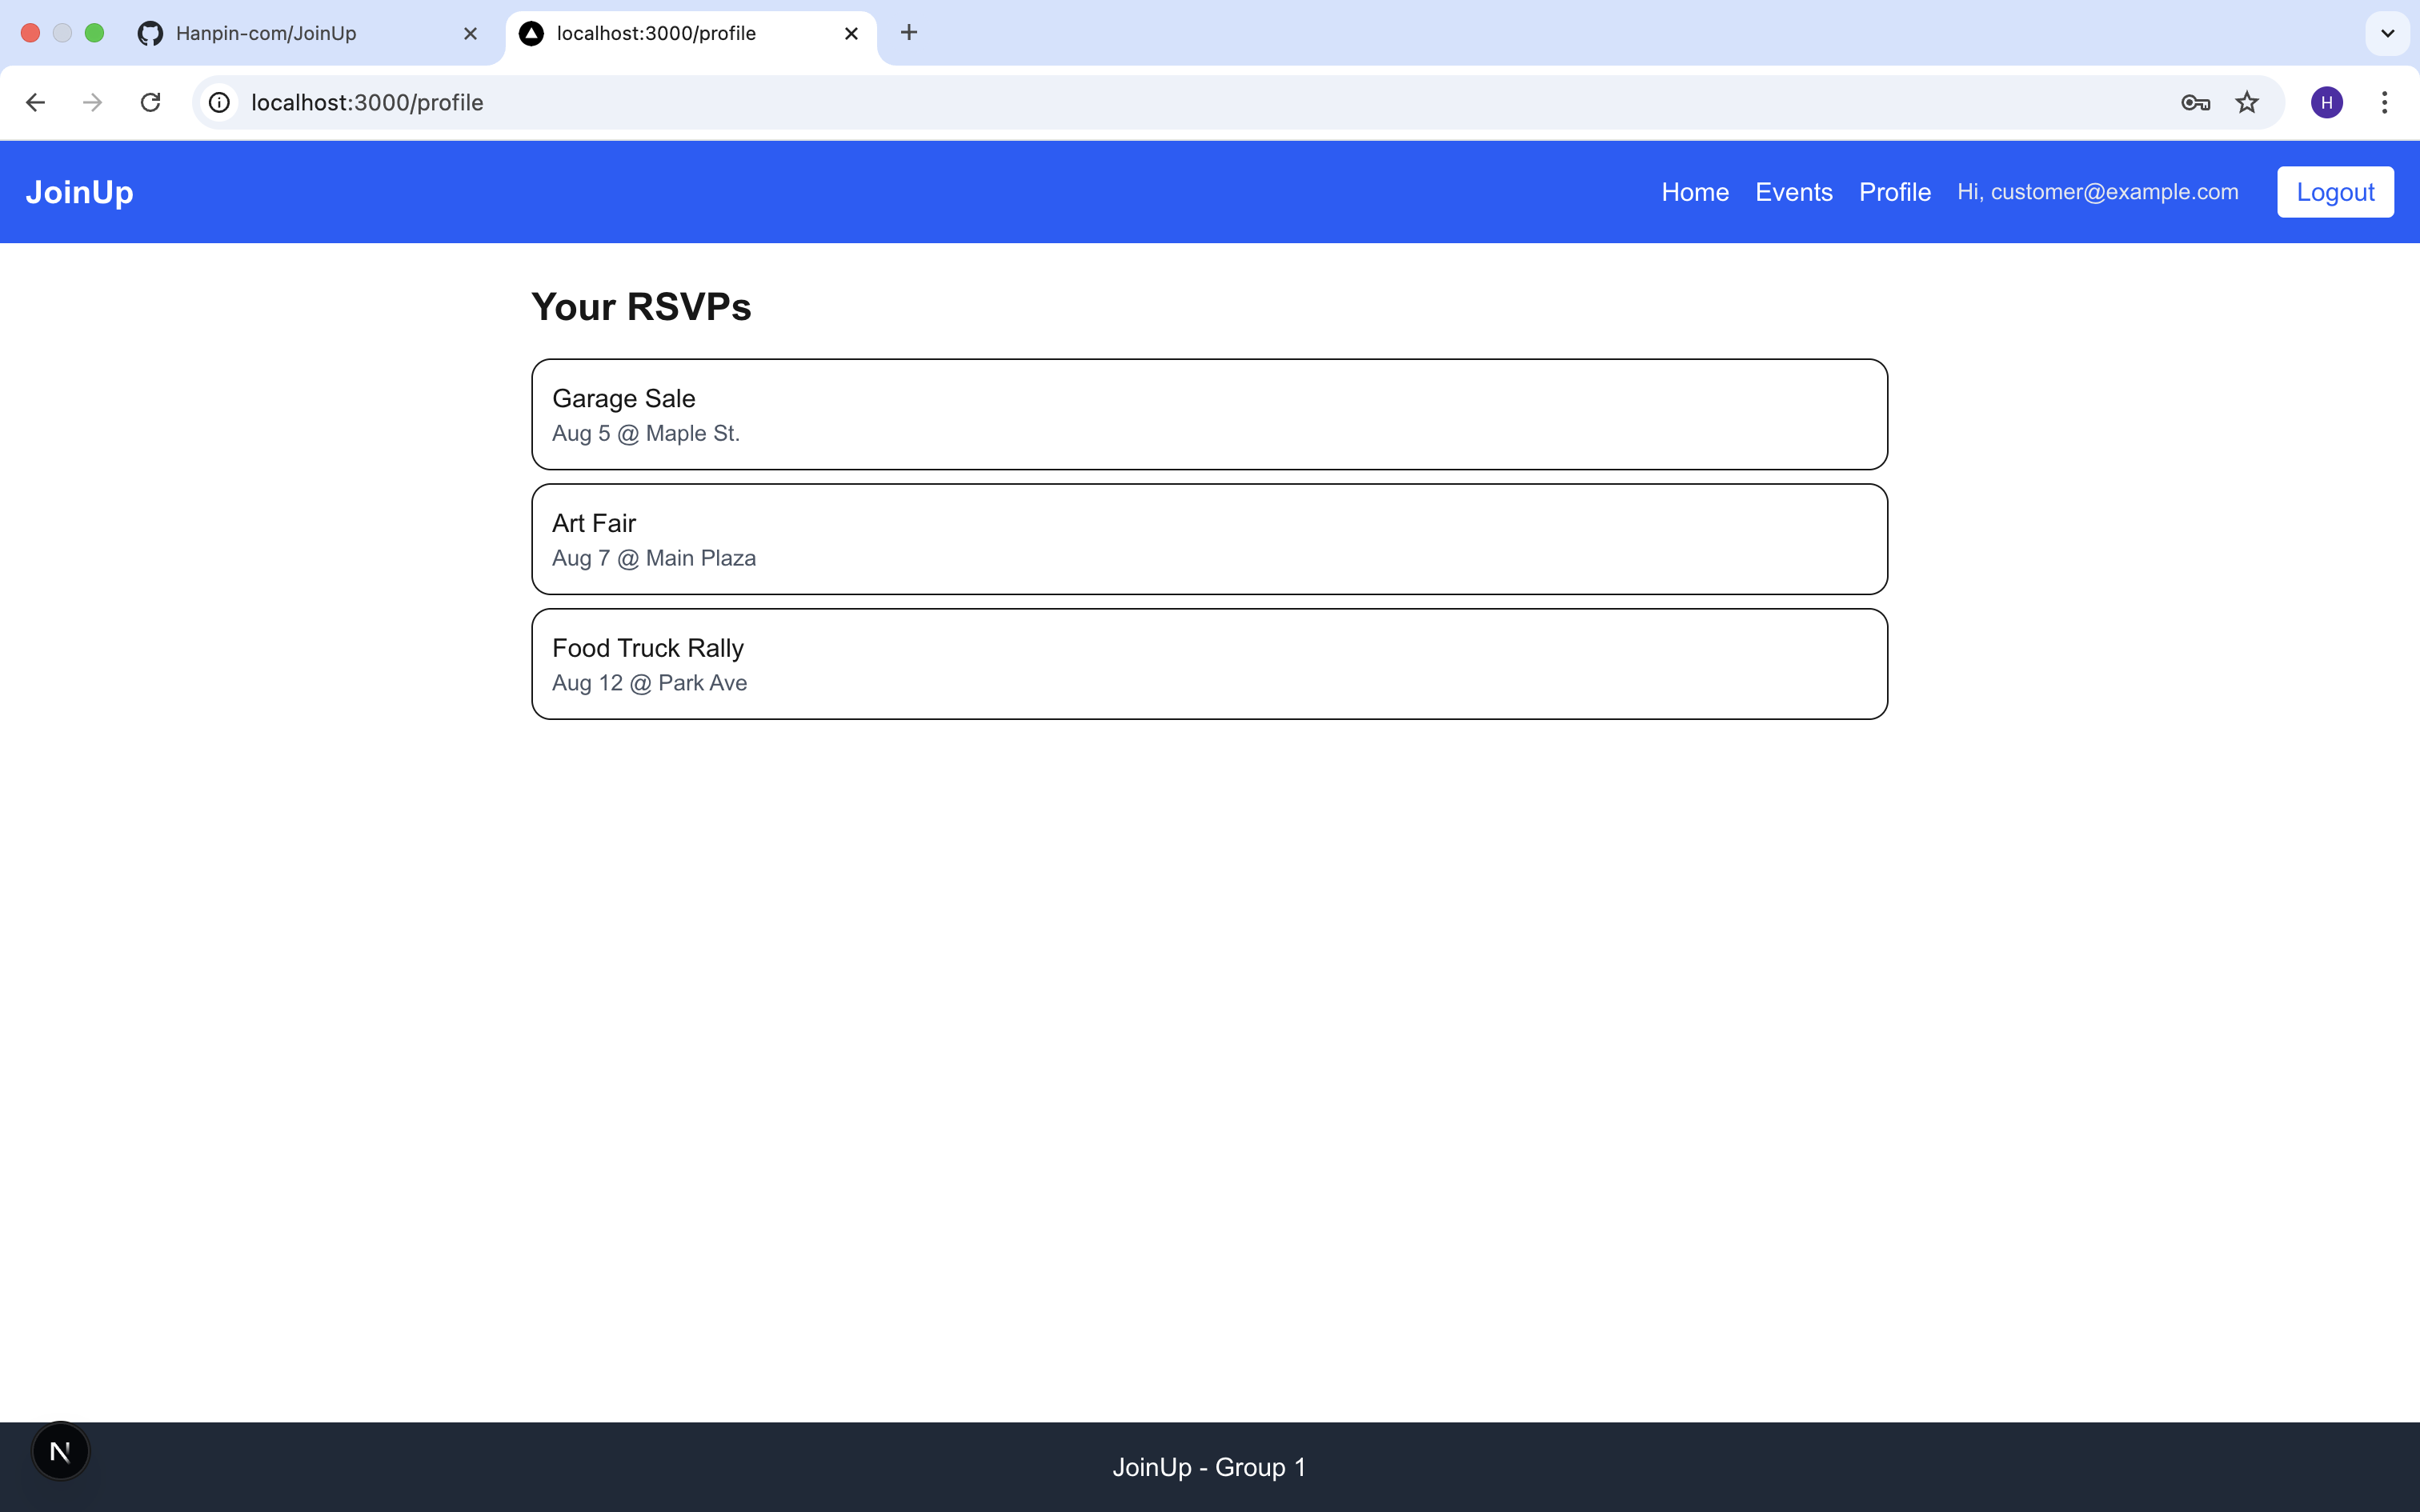 Hanpin-com/JoinUp
localhost:3000/profile
localhost:3000/profile
H
JoinUp
Home Events Profile Hi, customer@example.com Logout
Your RSVPs
Garage Sale
Aug 5 @ Maple St.
Art Fair
Aug 7 @ Main Plaza
Food Truck Rally
Aug 12 @ Park Ave
N
JoinUp - Group 1